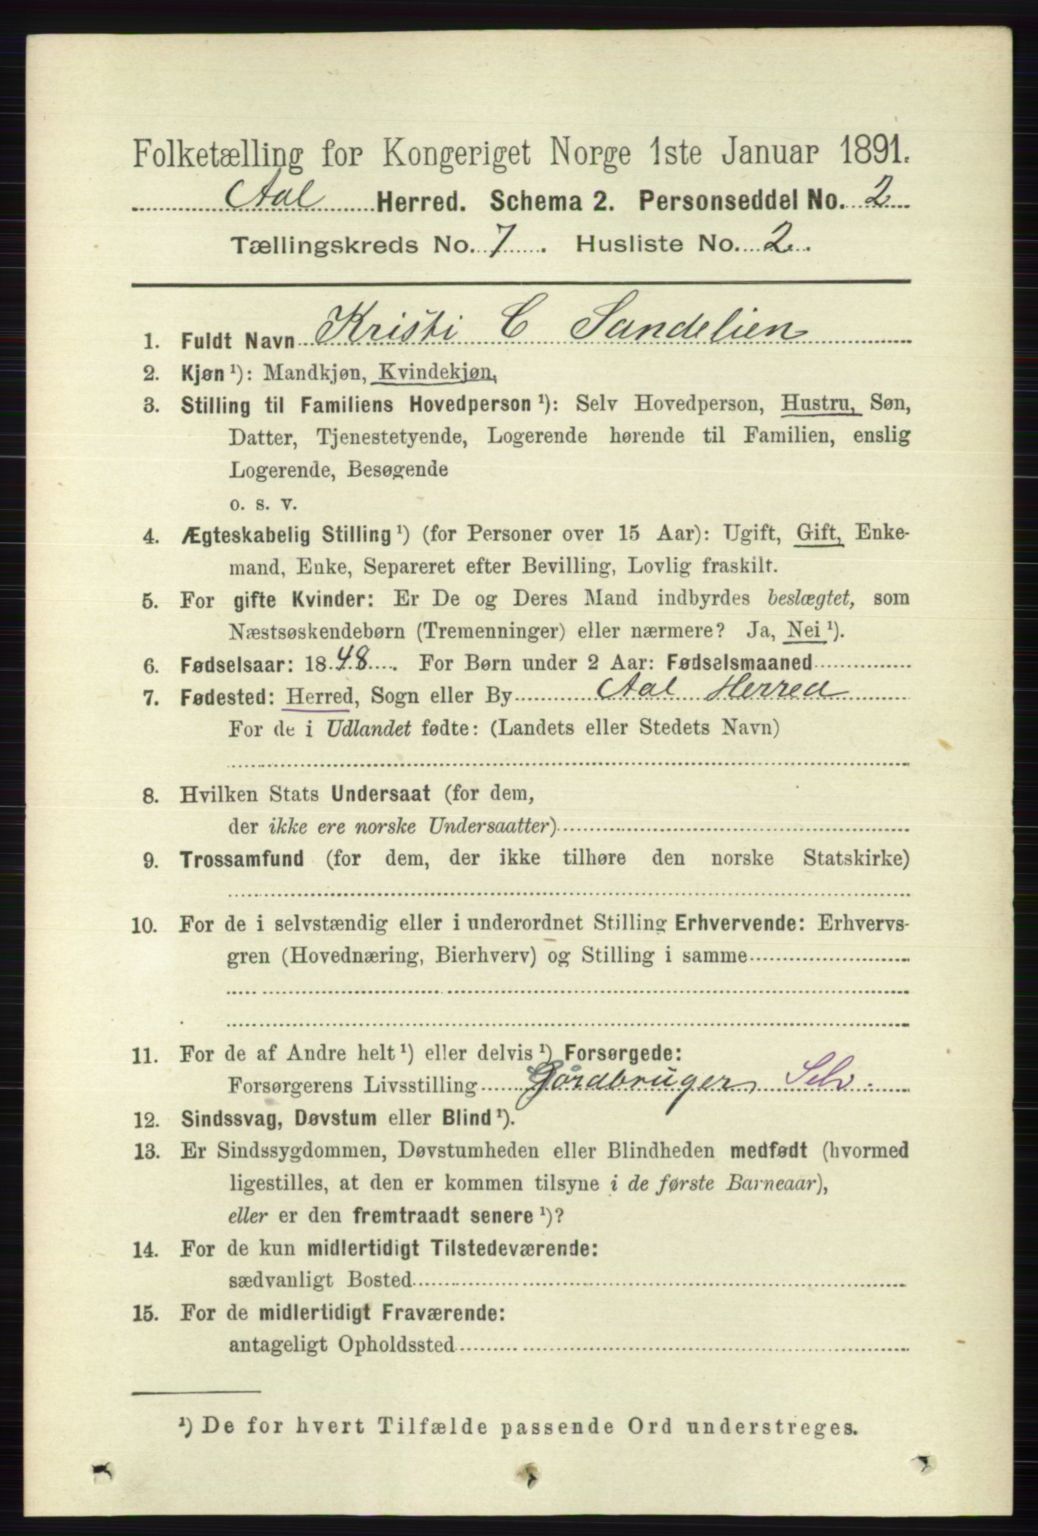 Folketælling for Kongeriget Norge 1ste Januar 1891.
Aal Herred. Schema 2. Personseddel No. 2
Tællingskreds No. 7. Husliste No. 2.
1. Fuldt Navn Kristi C Sandelien
2. Kjøn ¹): Mandkjøn, Kvindekjøn,
3. Stilling til Familiens Hovedperson ¹): Selv Hovedperson, Hustru, Søn,
Datter, Tjenestetyende, Logerende hørende til Familien, enslig
Logerende, Besøgende
o. s. v.
4. Ægteskabelig Stilling ¹) (for Personer over 15 Aar): Ugift, Gift, Enke-
mand, Enke, Separeret efter Bevilling, Lovlig fraskilt.
5. For gifte Kvinder: Er De og Deres Mand indbyrdes beslægtet, som
Næstsøskendebørn (Tremenninger) eller nærmere? Ja, Nei ¹).
6. Fødselsaar: 1848. For Børn under 2 Aar: Fødselsmaaned
7. Fødested: Herred, Sogn eller By Aal Herred
For de i Udlandet fødte: (Landets eller Stedets Navn)
8. Hvilken Stats Undersaat (for dem,
der ikke ere norske Undersaatter)
9. Trossamfund (for dem, der ikke tilhøre den norske Statskirke)
10. For de i selvstændig eller i underordnet Stilling Erhvervende: Erhvervs-
gren (Hovednæring, Bierhverv) og Stilling i samme
11. For de af Andre helt ¹) eller delvis ¹) Forsørgede:
Forsørgerens Livsstilling Gårdbruger, Selv.
12. Sindssvag, Døvstum eller Blind ¹).
13. Er Sindssygdommen, Døvstumheden eller Blindheden medfødt (hvormed
ligestilles, at den er kommen tilsyne i de første Barneaar),
eller er den fremtraadt senere ¹)?
14. For de kun midlertidigt Tilstedeværende:
sædvanligt Bosted
15. For de midlertidigt Fraværende:
antageligt Opholdssted
¹) De for hvert Tilfælde passende Ord understreges.